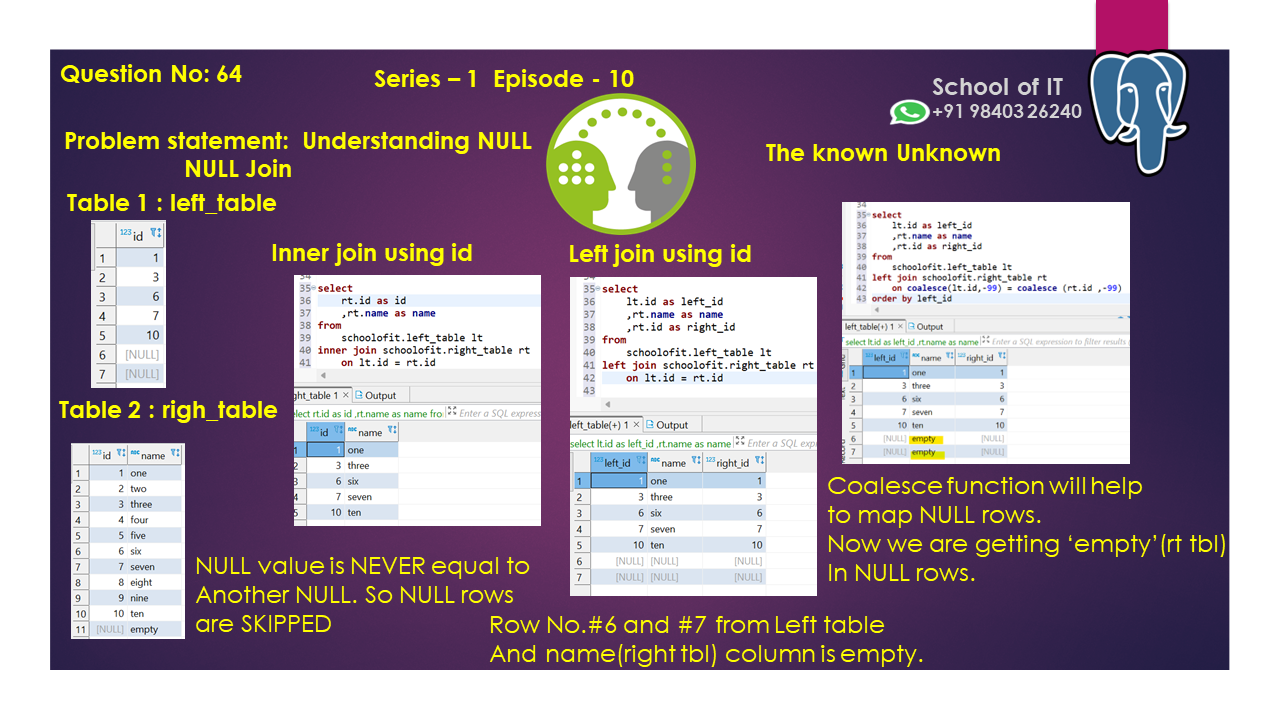 Question No: 64
Series – 1 Episode - 10
School of IT
+91 98403 26240
Problem statement: Understanding NULL
NULL Join
The known Unknown
Table 1 : left_table
123 id
1 1
2 3
3 6
4 7
5 10
6 [NULL]
7 [NULL]
Table 2 : righ_table
123 id abc name
1 1 one
2 2 two
3 3 three
4 4 four
5 5 five
6 6 six
7 7 seven
8 8 eight
9 9 nine
10 10 ten
11 [NULL] empty
Inner join using id
34
35 select
36 rt.id as id
37 ,rt.name as name
38 from
39 schoolofit.left_table lt
40 inner join schoolofit.right_table rt
41 on lt.id = rt.id
ght_table 1 Output
elect rt.id as id ,rt.name as name fro Enter a SQL express
123 id abc name
1 1 one
2 3 three
3 6 six
4 7 seven
5 10 ten
NULL value is NEVER equal to
Another NULL. So NULL rows
are SKIPPED
Left join using id
34
35 select
36 lt.id as left_id
37 ,rt.name as name
38 ,rt.id as right_id
39 from
40 schoolofit.left_table lt
41 left join schoolofit.right_table rt
42 on lt.id = rt.id
43
left_table(+) 1 Output
select lt.id as left_id ,rt.name as name Enter a SQL exp
123 left_id abc name 123 right_id
1 1 one 1
2 3 three 3
3 6 six 6
4 7 seven 7
5 10 ten 10
6 [NULL] [NULL] [NULL]
7 [NULL] [NULL] [NULL]
Row No.#6 and #7 from Left table
And name(right tbl) column is empty.
34
35 select
36 lt.id as left_id
37 ,rt.name as name
38 ,rt.id as right_id
39 from
40 schoolofit.left_table lt
41 left join schoolofit.right_table rt
42 on coalesce(lt.id,-99) = coalesce (rt.id ,-99)
43 order by left_id
left_table(+) 1 Output
select lt.id as left_id ,rt.name as name Enter a SQL expression to filter results
123 left_id abc name 123 right_id
1 1 one 1
2 3 three 3
3 6 six 6
4 7 seven 7
5 10 ten 10
6 [NULL] empty [NULL]
7 [NULL] empty [NULL]
Coalesce function will help
to map NULL rows.
Now we are getting ‘empty’(rt tbl)
In NULL rows.